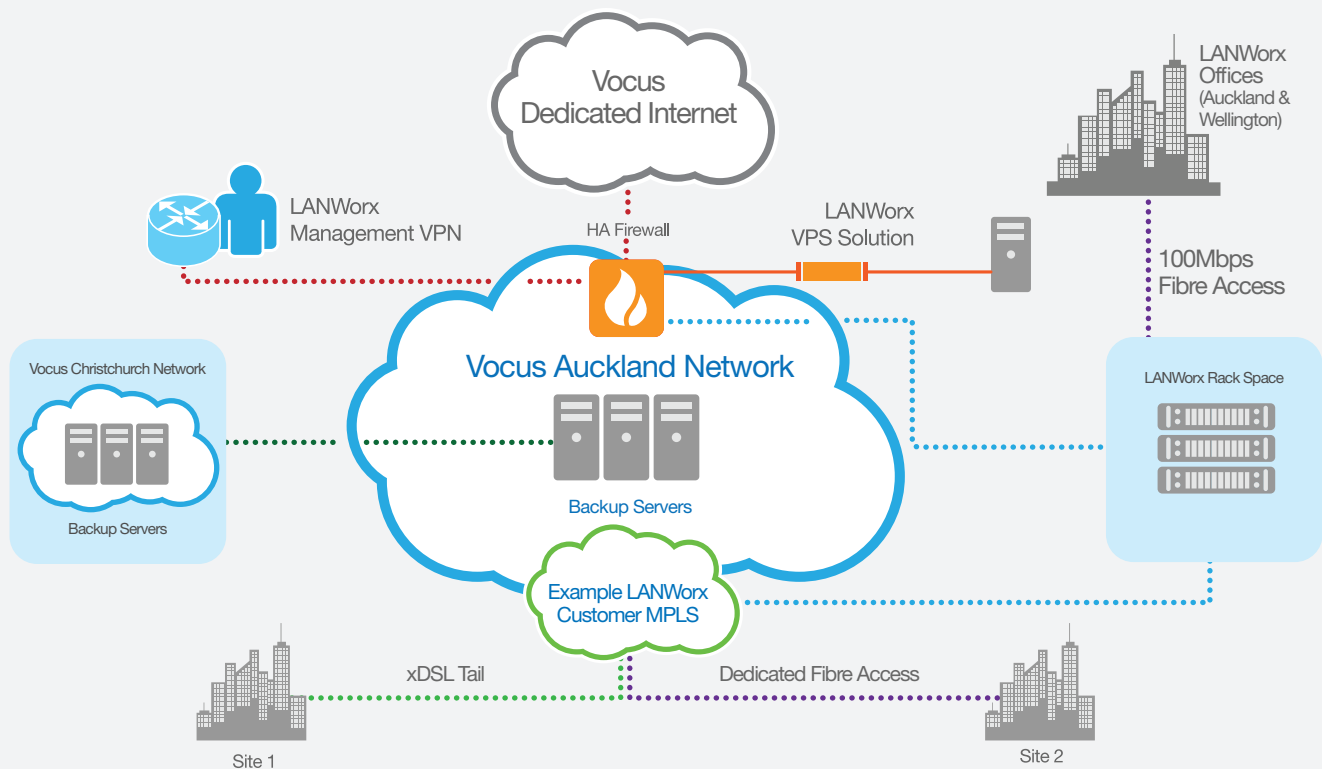 Vocus
Dedicated Internet
LANWorx
Offices
(Auckland &
Wellington)
LANWorx
Management VPN
HA Firewall
LANWorx
VPS Solution
100Mbps
Fibre Access
Vocus Christchurch Network
Backup Servers
Vocus Auckland Network
Backup Servers
LANWorx Rack Space
Example LANWorx
Customer MPLS
xDSL Tail
Dedicated Fibre Access
Site 1
Site 2